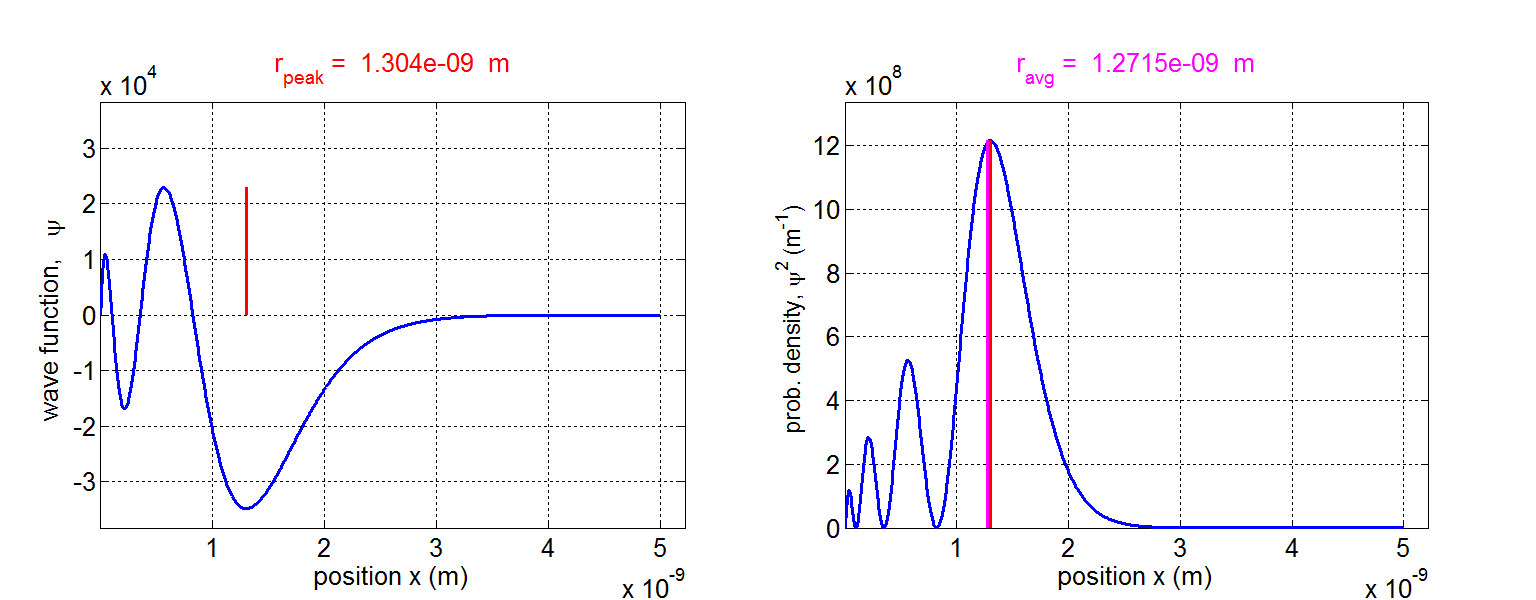 r_peak = 1.304e-09 m
x 10^4
3
2
1
0
-1
-2
-3
wave function, ψ
1 2 3 4 5
position x (m)
x 10^-9
r_avg = 1.2715e-09 m
x 10^8
12
10
8
6
4
2
0
prob. density, ψ^2 (m^-1)
1 2 3 4 5
position x (m)
x 10^-9